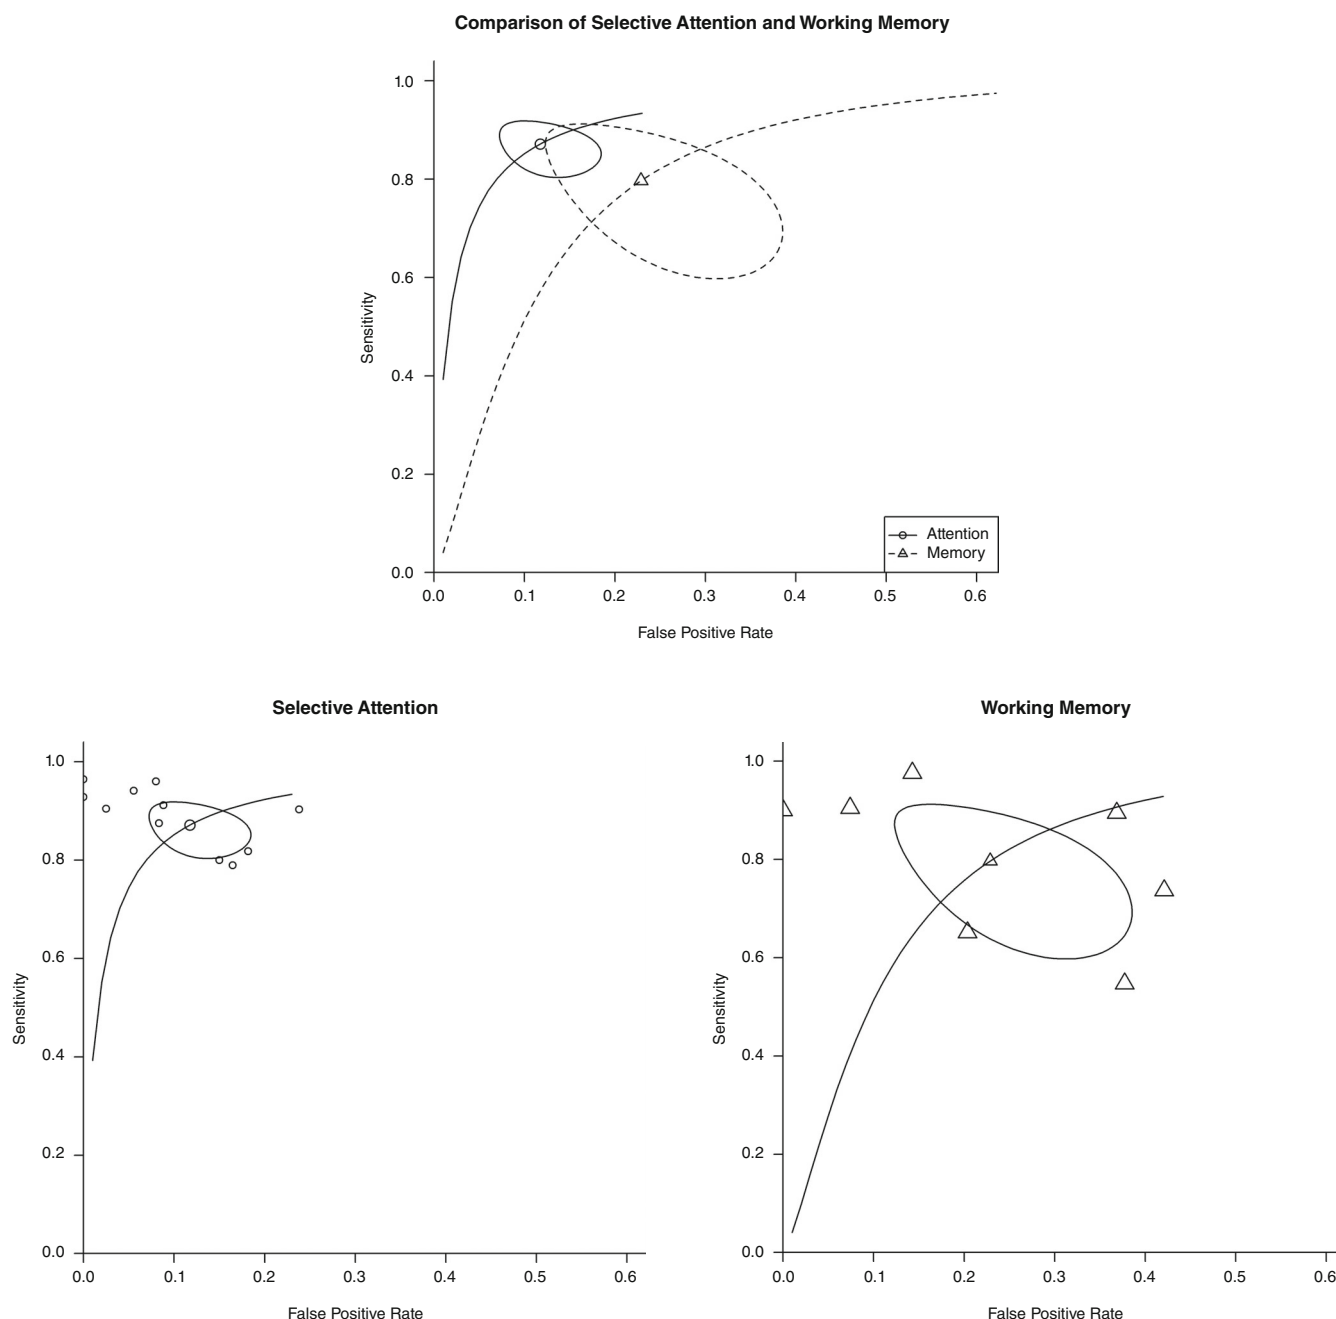 Comparison of Selective Attention and Working Memory
1.0
0.8
0.6
0.4
0.2
0.0
Sensitivity
0.0 0.1 0.2 0.3 0.4 0.5 0.6
False Positive Rate
Attention
Memory
Selective Attention
1.0
0.8
0.6
0.4
0.2
0.0
Sensitivity
0.0 0.1 0.2 0.3 0.4 0.5 0.6
False Positive Rate
Working Memory
1.0
0.8
0.6
0.4
0.2
0.0
Sensitivity
0.0 0.1 0.2 0.3 0.4 0.5 0.6
False Positive Rate